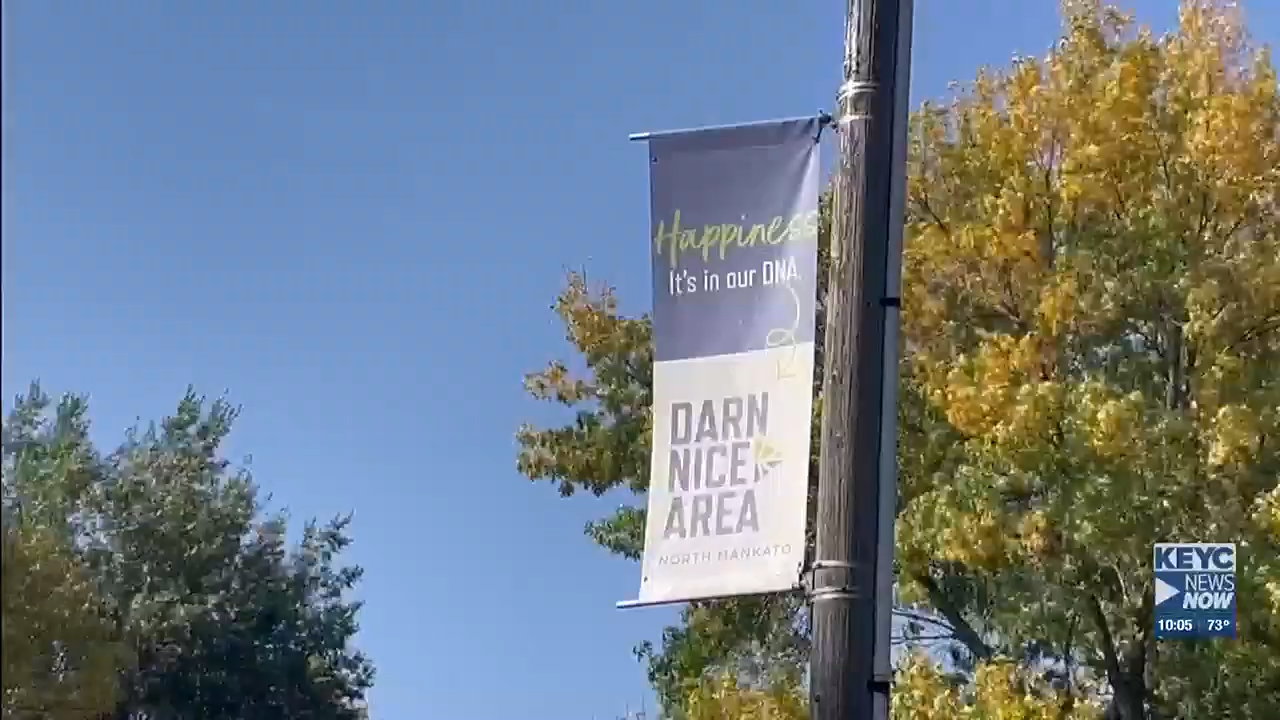 Happiness
It's in our DNA.
DARN
NICE
AREA
NORTH MANKATO
KEYC
NEWS
NOW
10:05 73°